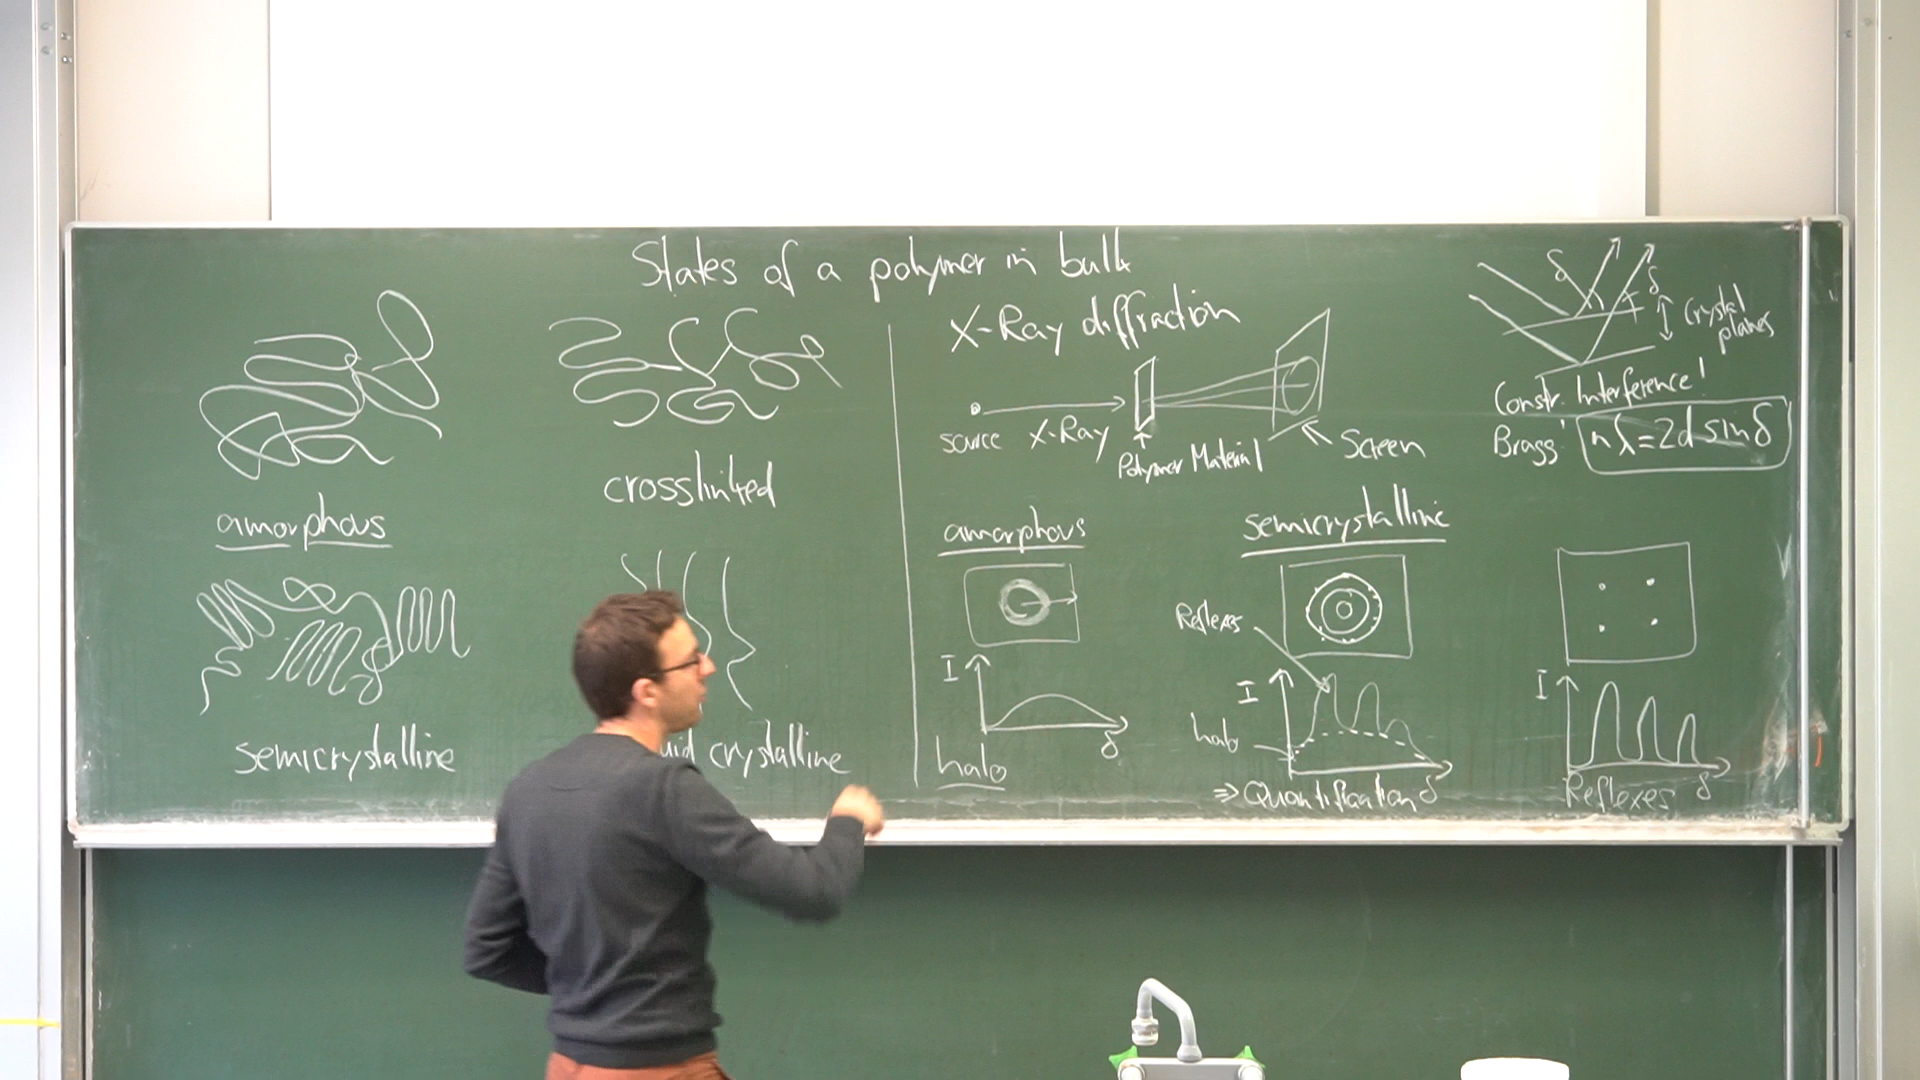 States of a polymer in bulk
amorphous
crosslinked
semicrystalline
uid crystalline
X-Ray diffraction
source X-Ray
Polymer Material
Screen
δ
δ
Crystal
planes
Constr. Interference!
Bragg: nλ=2d sinδ
amorphous
I
δ
halo
semicrystalline
Reflexes
I
halo
δ
⇒ Quantification
I
δ
Reflexes